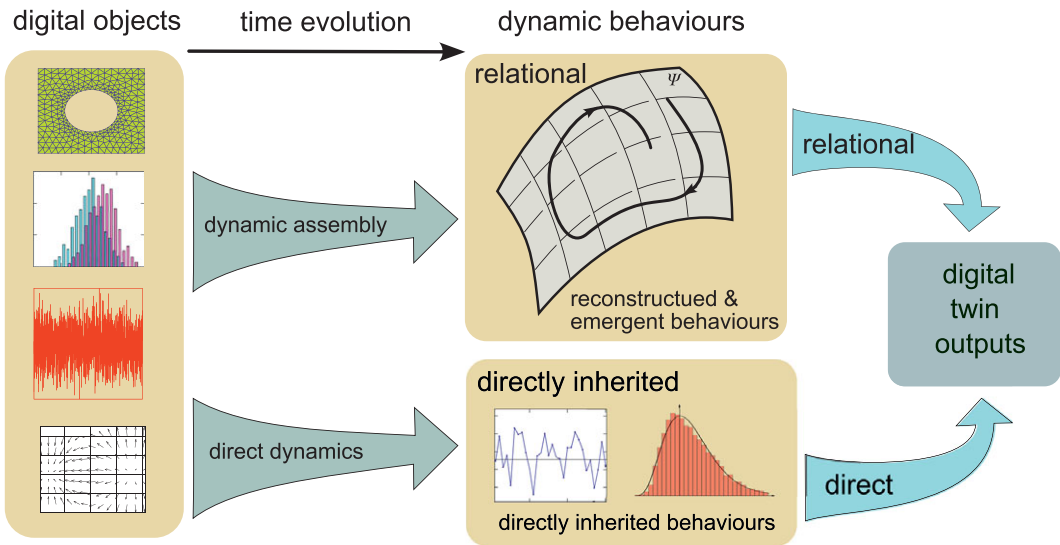 digital objects
time evolution
dynamic behaviours
relational
Ψ
dynamic assembly
reconstructued &
emergent behaviours
relational
digital
twin
outputs
direct dynamics
directly inherited
directly inherited behaviours
direct